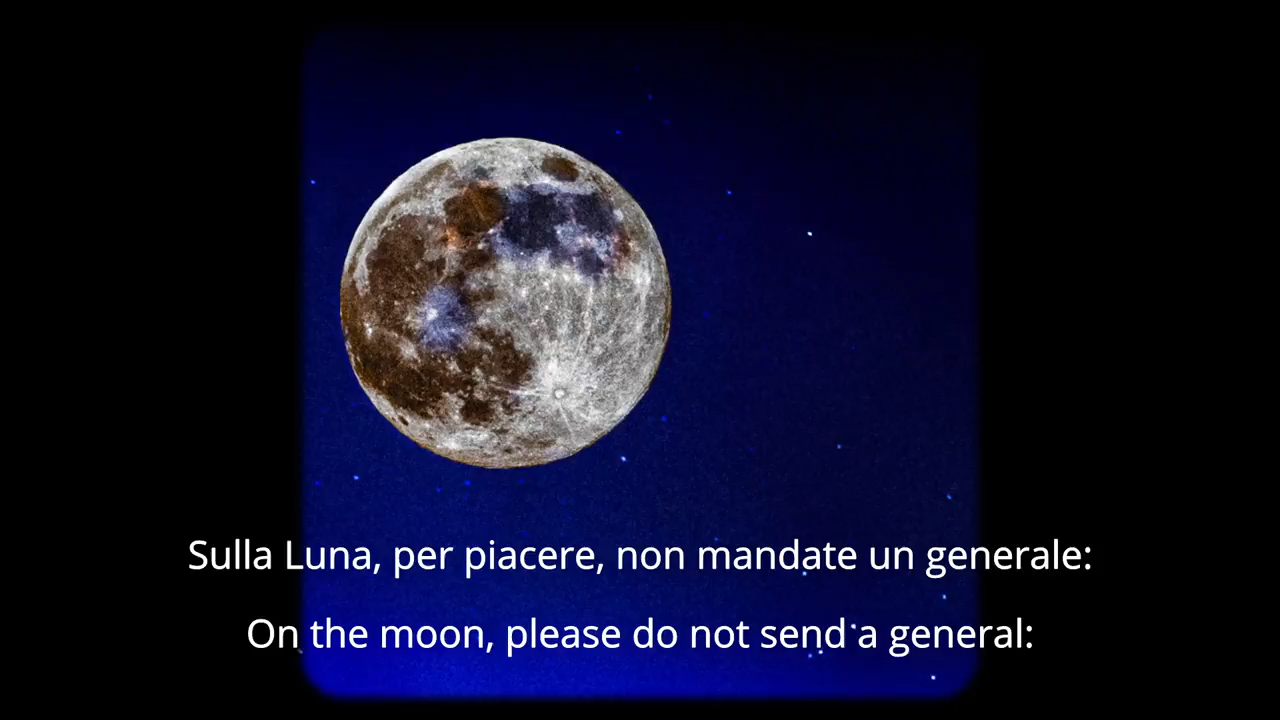 Sulla Luna, per piacere, non mandate un generale:
On the moon, please do not send a general: